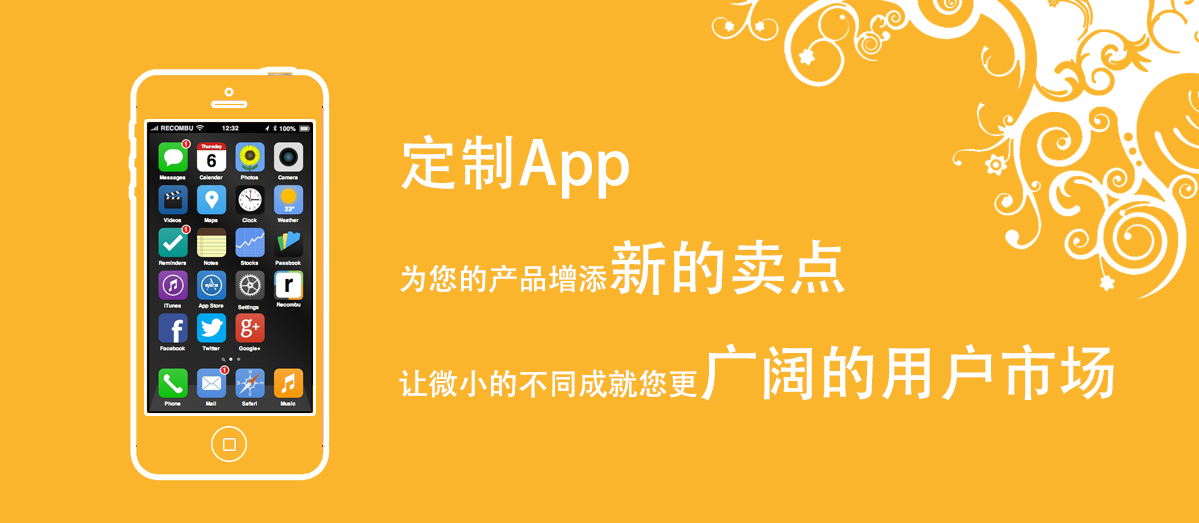 RECOMBU 12:32 100%
1
Thursday
6
Messages Calendar Photos Camera
23°
Videos Maps Clock Weather
1
Reminders Notes Stocks Passbook
r
iTunes App Store Settings Recombu
f g+
Facebook Twitter Google+
1
Phone Mail Safari Music
定制App
为您的产品增添新的卖点
让微小的不同成就您更广阔的用户市场